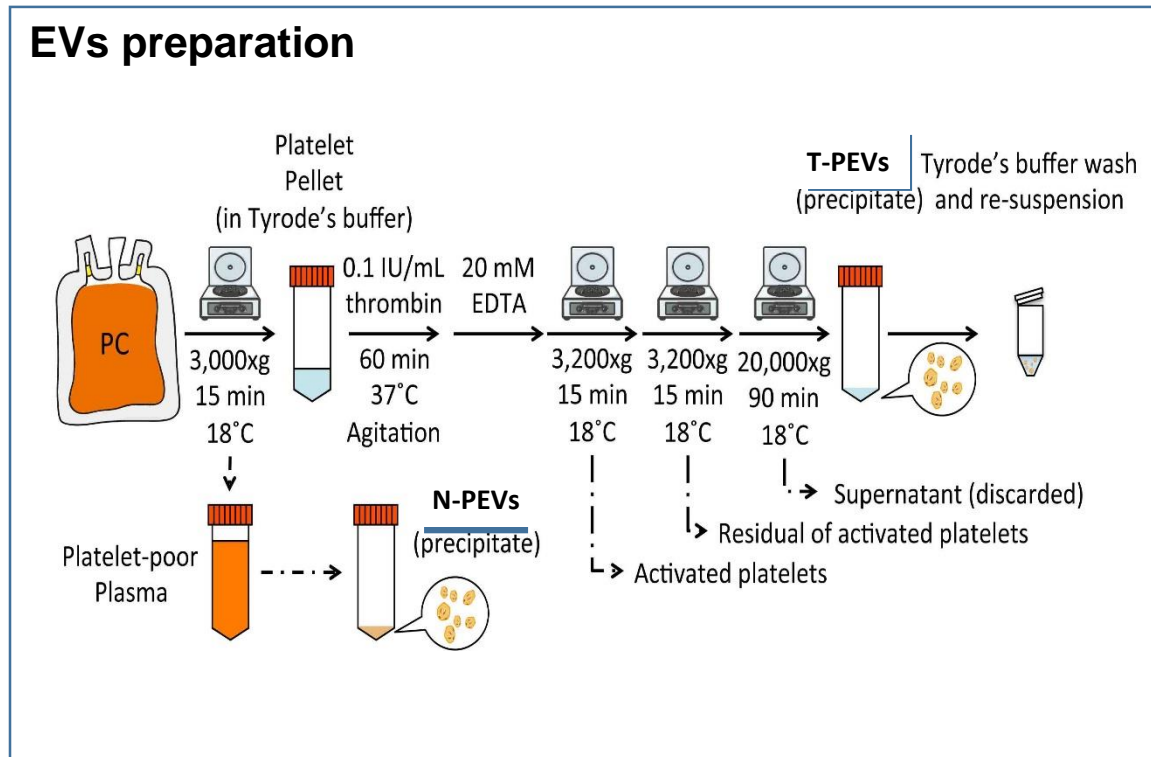 EVs preparation
Platelet
Pellet
(in Tyrode's buffer)
PC
3,000xg
15 min
18˚C
0.1 IU/mL
thrombin
60 min
37˚C
Agitation
20 mM
EDTA
3,200xg
15 min
18˚C
3,200xg
15 min
18˚C
20,000xg
90 min
18˚C
T-PEVs
(precipitate)
Tyrode's buffer wash
and re-suspension
Supernatant (discarded)
Residual of activated platelets
Activated platelets
Platelet-poor
Plasma
N-PEVs
(precipitate)